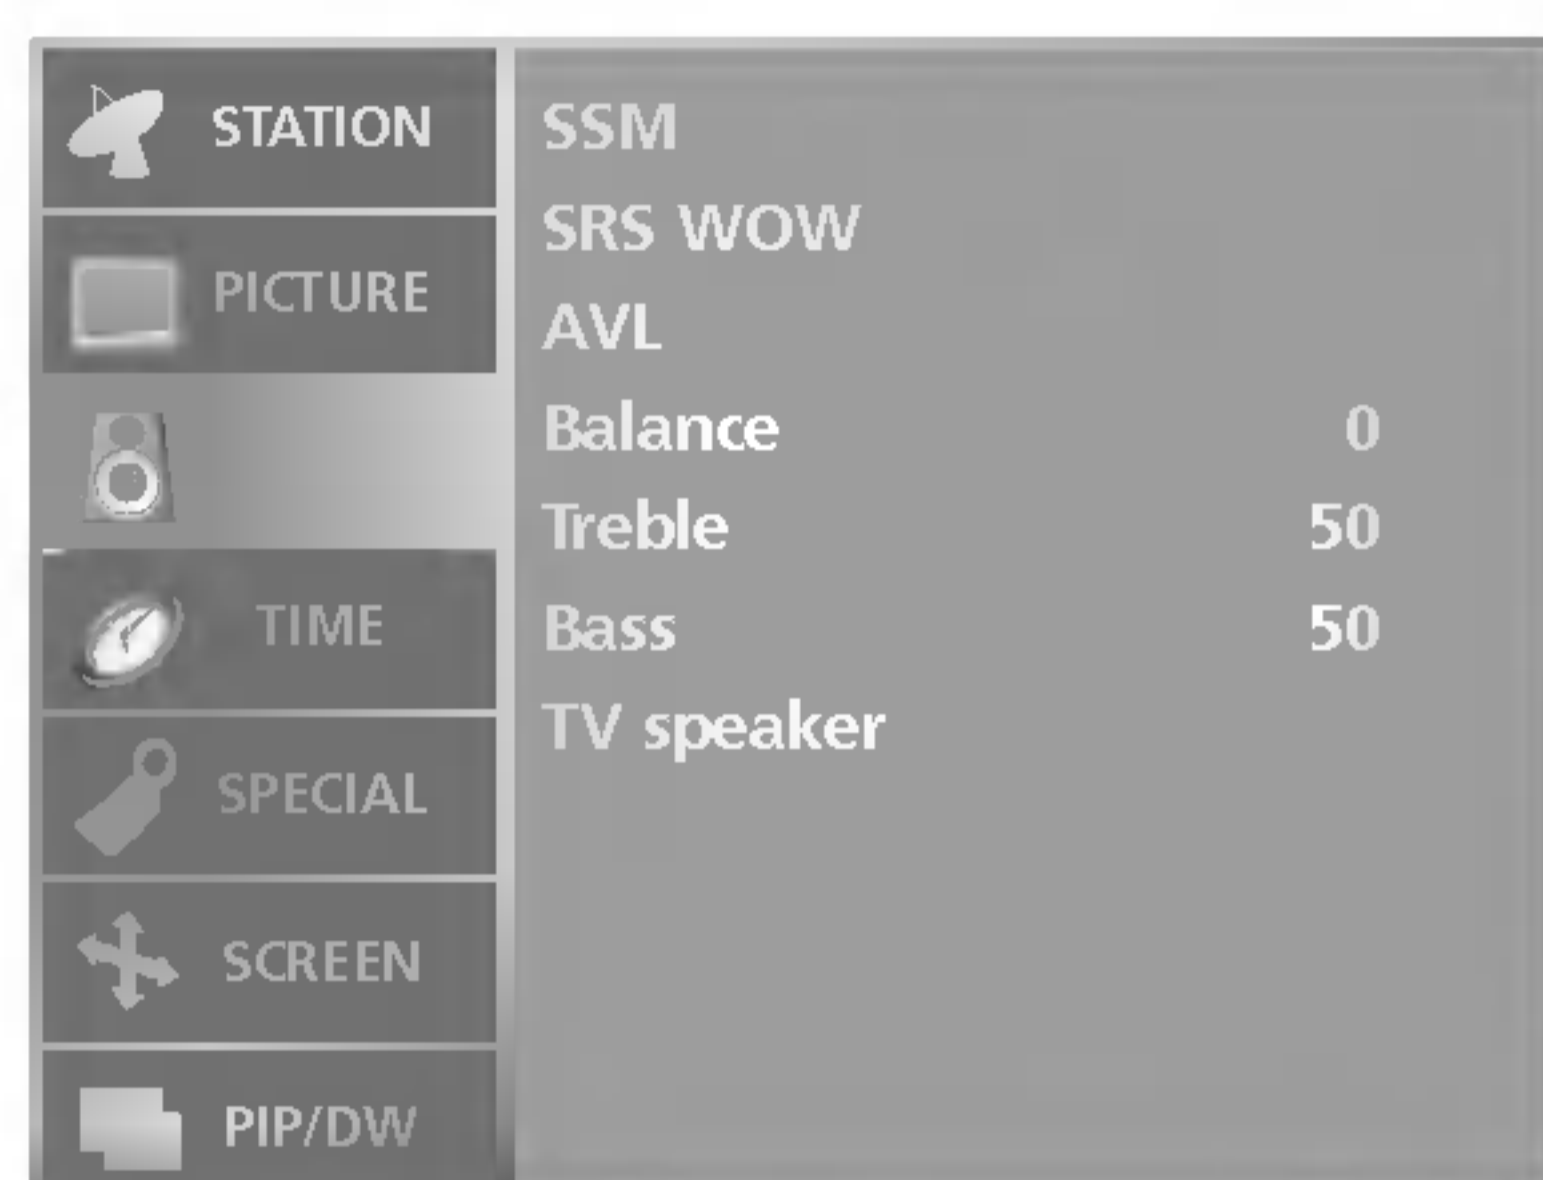 STATION
PICTURE
TIME
SPECIAL
SCREEN
PIP/DW
SSM
SRS WOW
AVL
Balance 0
Treble 50
Bass 50
TV speaker